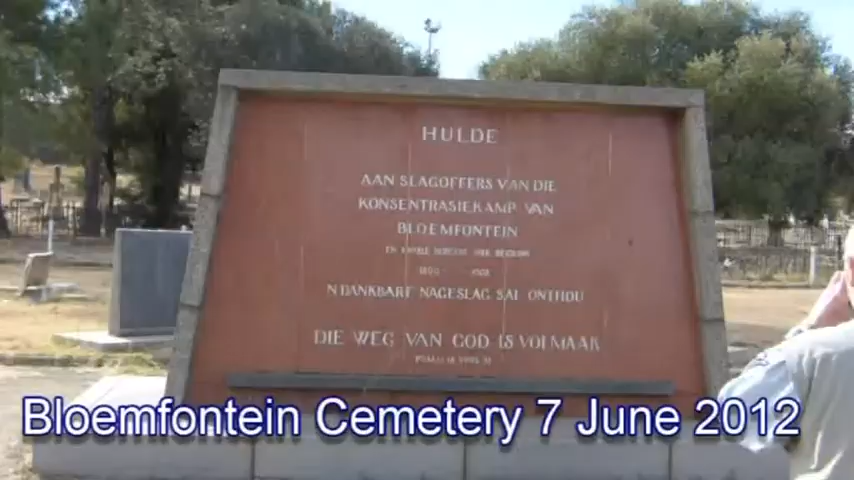 HULDE
AAN SLAGOFFERS VAN DIE
KONSENTRASIEKAMP VAN
BLOEMFONTEIN
'N DANKBARE NAGESLAG SAL ONTHOU
DIE WEG VAN GOD IS VOLMAAK
Bloemfontein Cemetery 7 June 2012